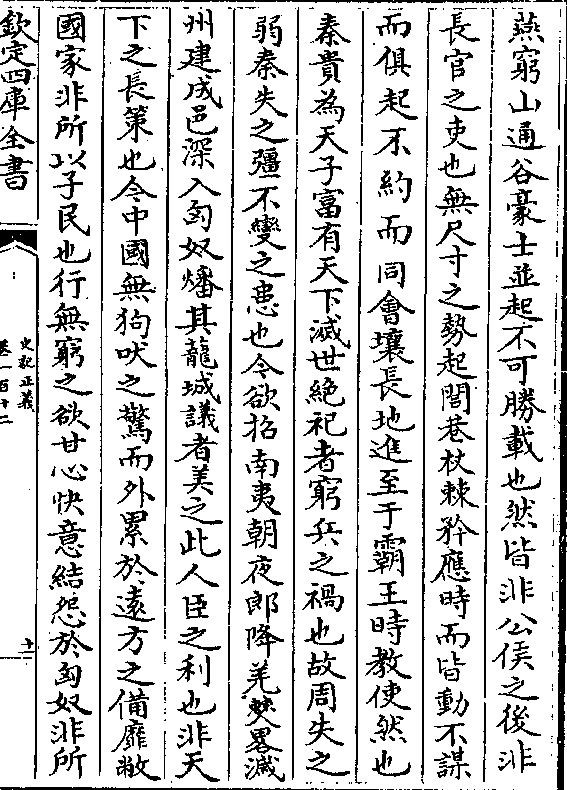 燕窮山通谷豪士並起不可勝載也然皆非公侯之後非
長官之吏也無尺寸之勢起閭巷杖棘矜應時而皆動不謀
而俱起不約而同會壤長地進至于霸王時教使然也
秦貴為天子富有天下滅世絶祀者窮兵之禍也故周失之
弱秦失之彊不變之患也今欲招南夷朝夜郎降羌僰畧濊
州建成邑深入匈奴燔其龍城議者美之此人臣之利也非天
下之長策也今中國無狗吠之驚而外累於遠方之備靡敝
國家非所以子民也行無窮之欲甘心快意結怨於匈奴非所
欽定四庫全書
史記正義
卷一百十二
十